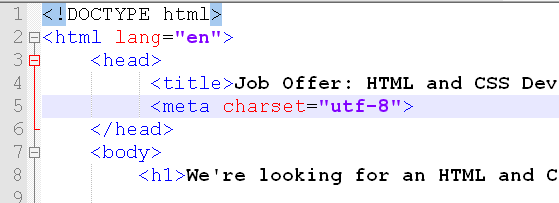 1 <!DOCTYPE html>
2 <html lang="en">
3 <head>
4 <title>Job Offer: HTML and CSS Dev
5 <meta charset="utf-8">
6 </head>
7 <body>
8 <h1>We're looking for an HTML and C
9